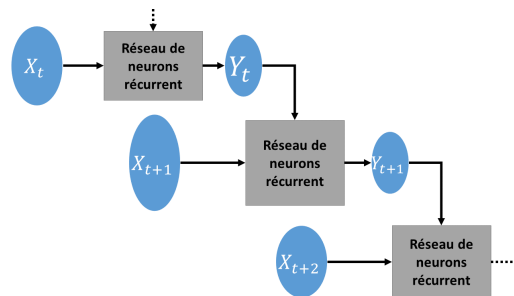 X_t
Réseau de
neurons
récurrent
Y_t
X_{t+1}
Réseau de
neurons
récurrent
Y_{t+1}
X_{t+2}
Réseau de
neurons
récurrent